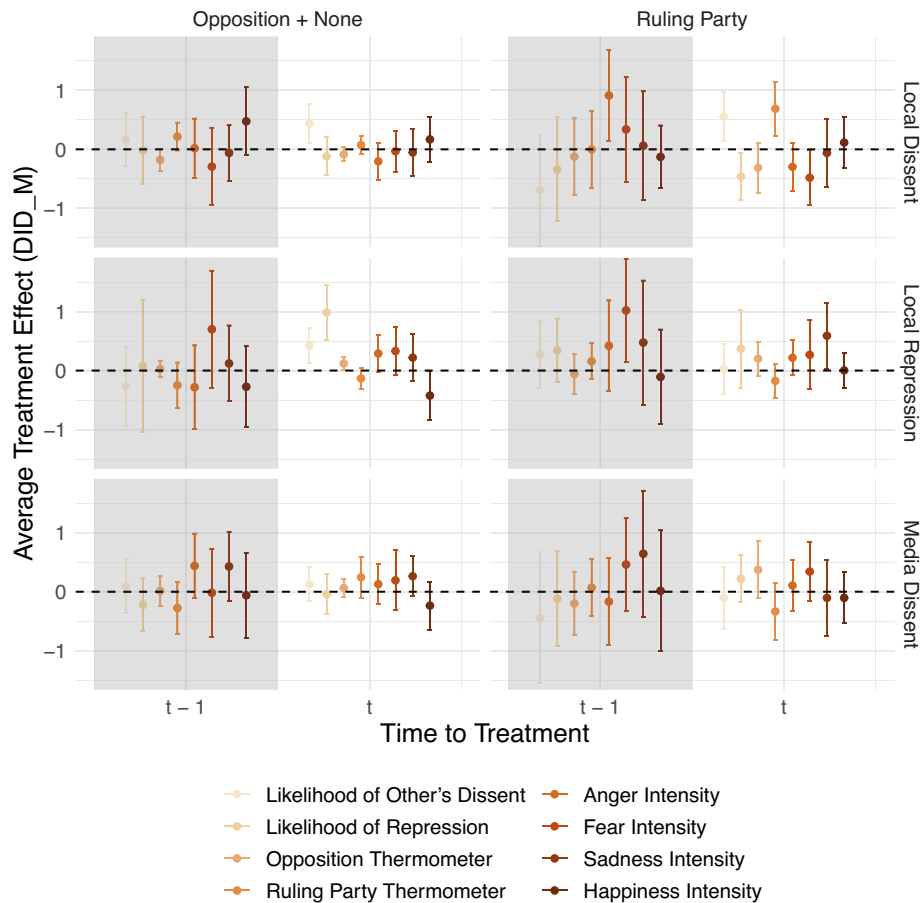 Opposition + None
Ruling Party
Average Treatment Effect (DID_M)
1
0
−1
Local Dissent
1
0
−1
Local Repression
1
0
−1
Media Dissent
t − 1
t
t − 1
t
Time to Treatment
Likelihood of Other's Dissent
Anger Intensity
Likelihood of Repression
Fear Intensity
Opposition Thermometer
Sadness Intensity
Ruling Party Thermometer
Happiness Intensity